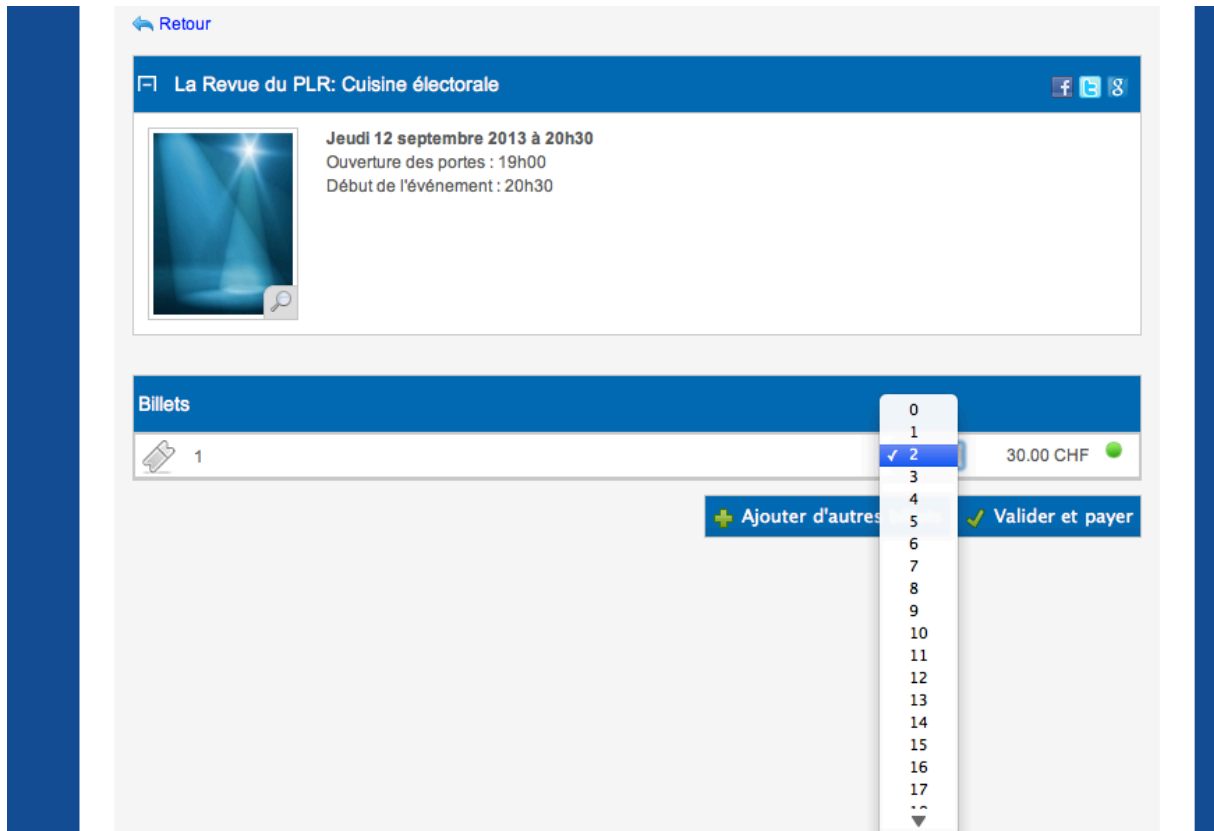 Retour
La Revue du PLR: Cuisine électorale
Jeudi 12 septembre 2013 à 20h30
Ouverture des portes : 19h00
Début de l'événement : 20h30
Billets
1
30.00 CHF
0
1
✓ 2
3
4
5
6
7
8
9
10
11
12
13
14
15
16
17
Ajouter d'autres
Valider et payer